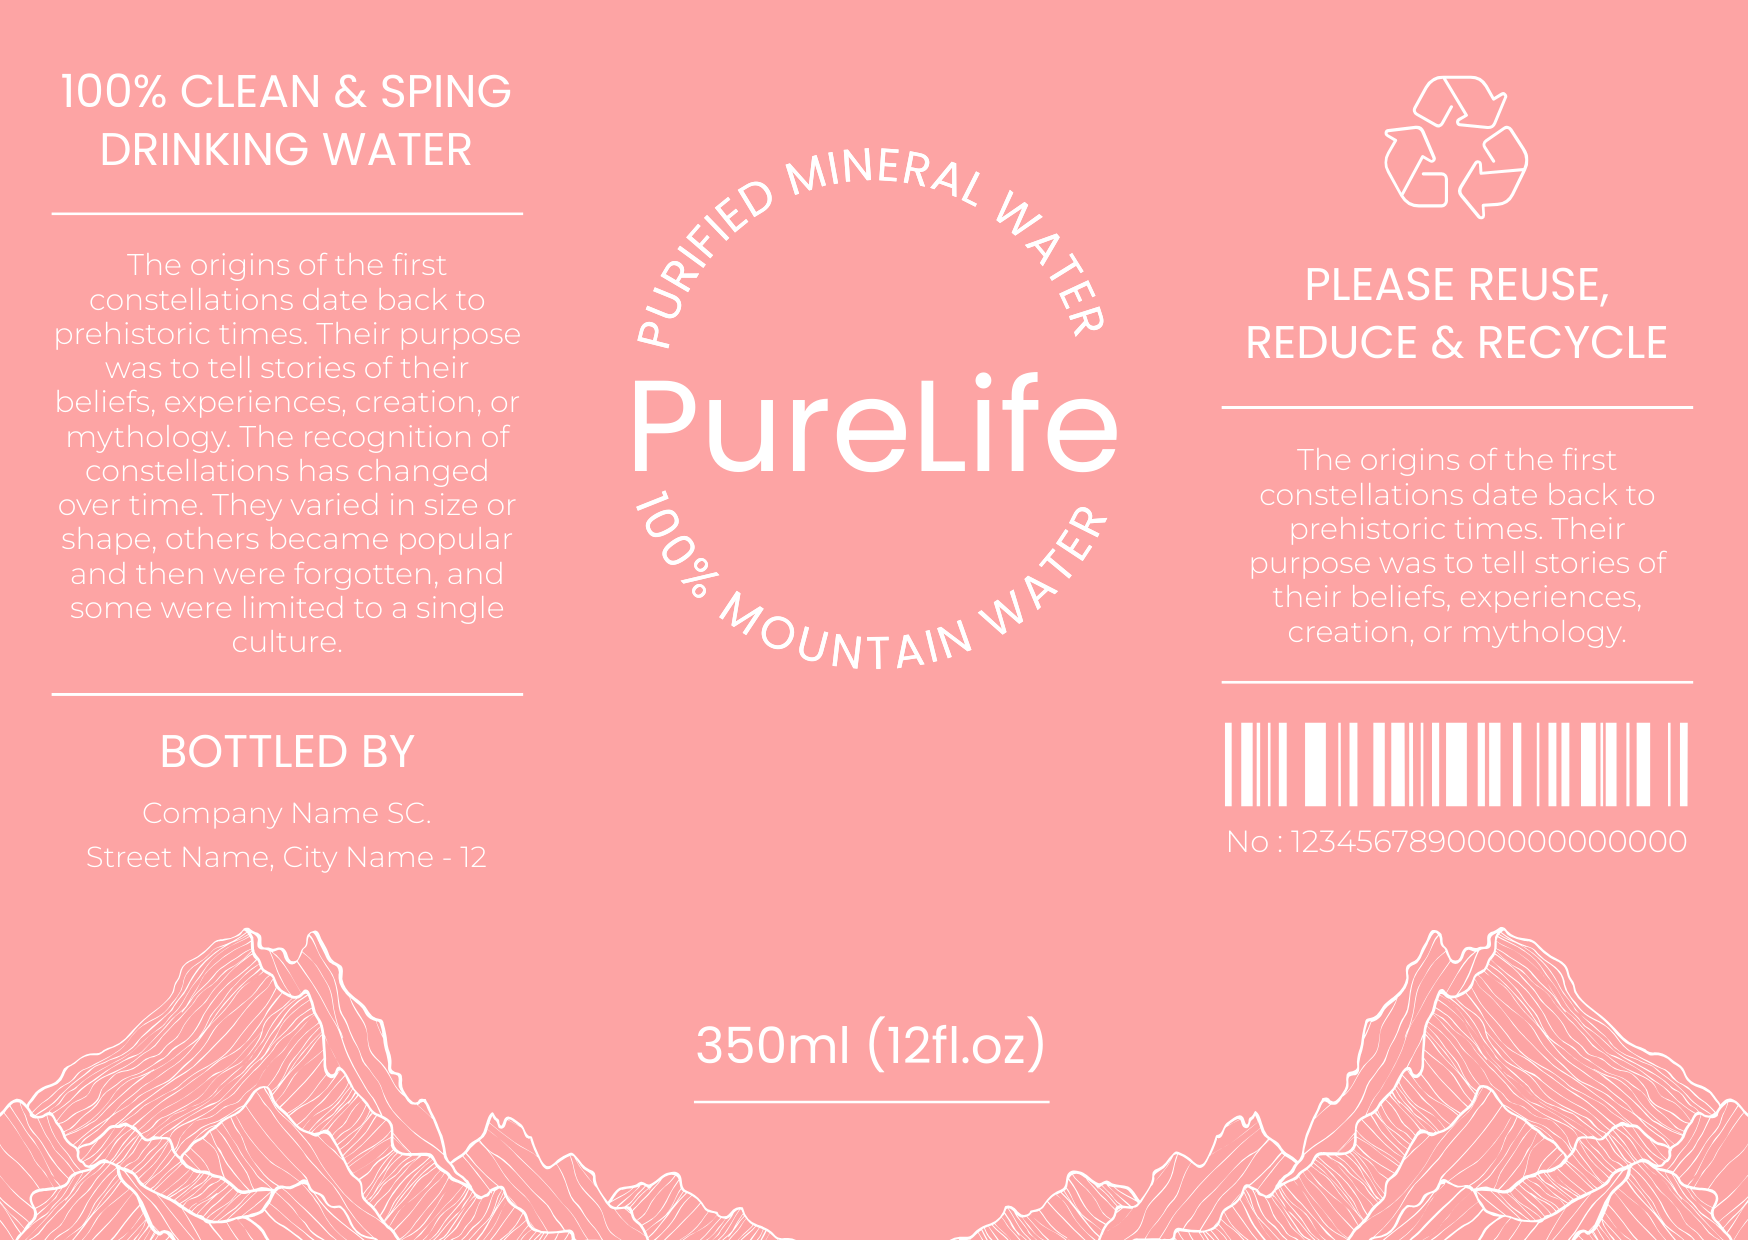 100% CLEAN & SPING
DRINKING WATER
The origins of the first
constellations date back to
prehistoric times. Their purpose
was to tell stories of their
beliefs, experiences, creation, or
mythology. The recognition of
constellations has changed
over time. They varied in size or
shape, others became popular
and then were forgotten, and
some were limited to a single
culture.
BOTTLED BY
Company Name SC.
Street Name, City Name - 12
PURIFIED MINERAL WATER
PureLife
100% MOUNTAIN WATER
350ml (12fl.oz)
PLEASE REUSE,
REDUCE & RECYCLE
The origins of the first
constellations date back to
prehistoric times. Their
purpose was to tell stories of
their beliefs, experiences,
creation, or mythology.
No : 123456789000000000000